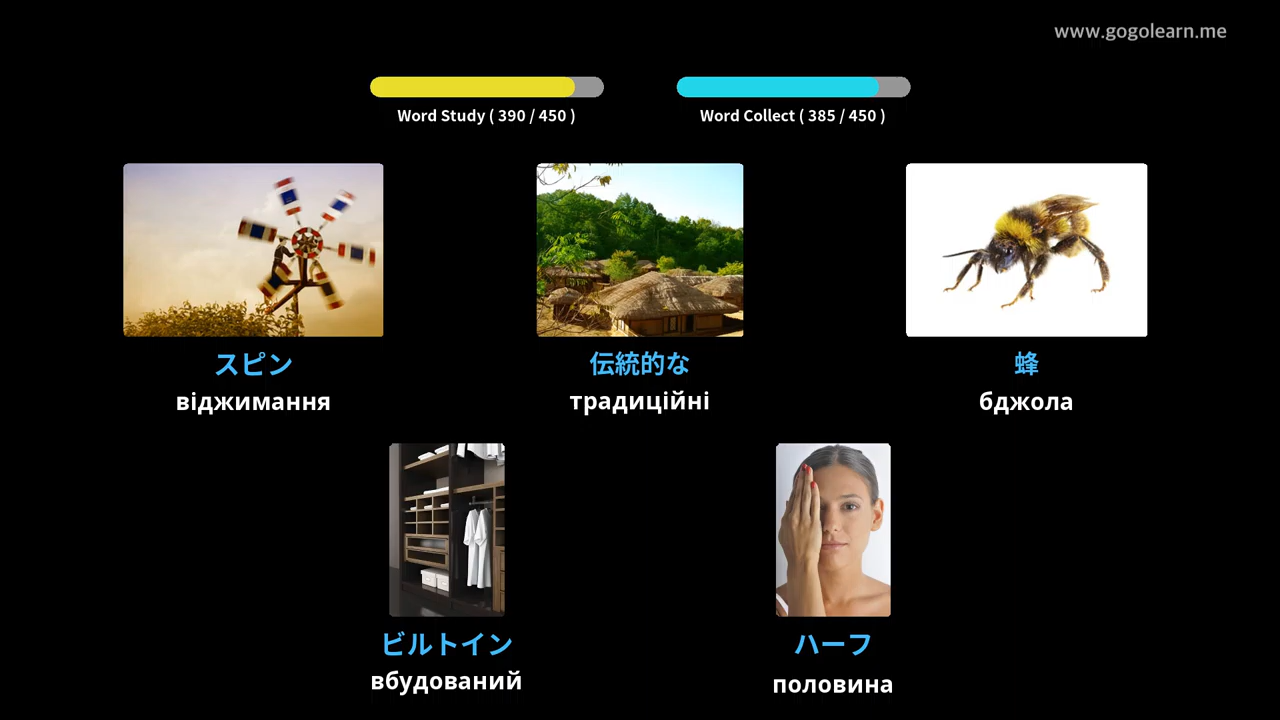 www.gogolearn.me
Word Study ( 390 / 450 )
Word Collect ( 385 / 450 )
スピン
віджимання
伝統的な
традиційні
蜂
бджола
ビルトイン
вбудований
ハーフ
половина